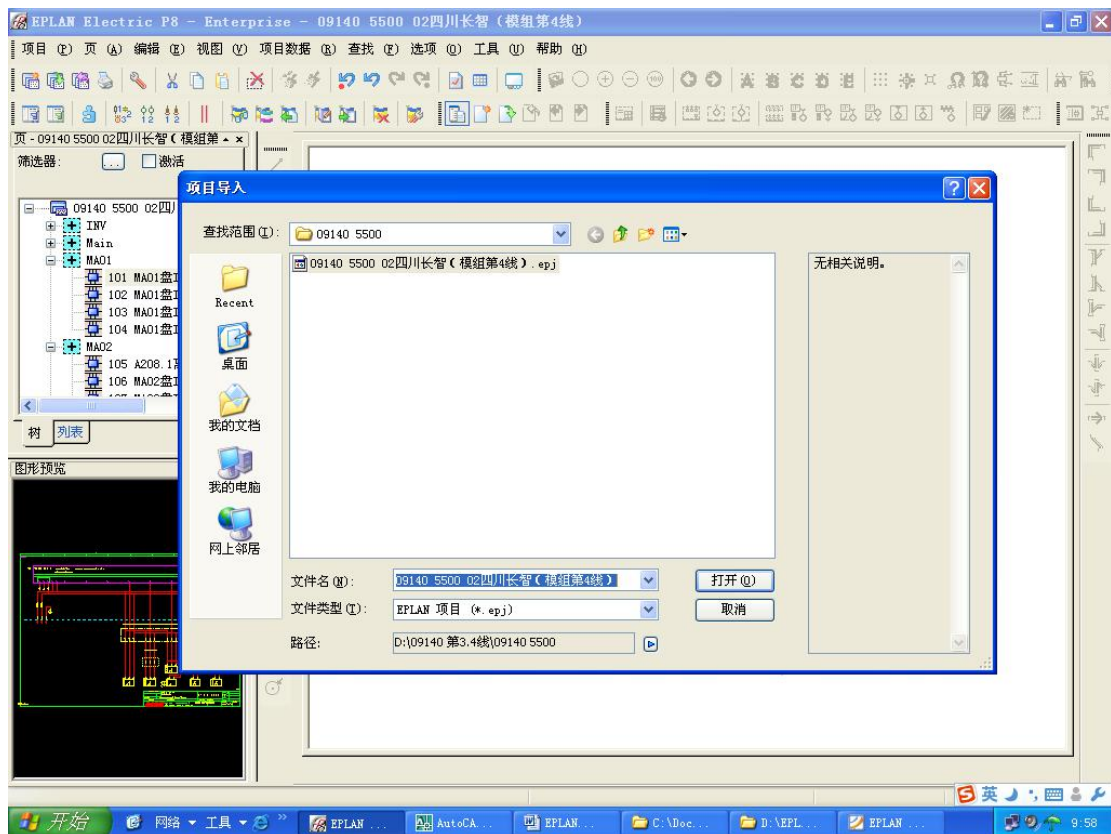 EPLAN Electric P8 - Enterprise - 09140 5500 02四川长智（模组第4线）
项目(P) 页(A) 编辑(E) 视图(V) 项目数据(R) 查找(F) 选项(O) 工具(U) 帮助(H)
页 - 09140 5500 02四川长智（模组第
筛选器: ... 激活
09140 5500 02四川
INV
Main
MA01
101 MA01盘I
102 MA01盘I
103 MA01盘I
104 MA01盘I
MA02
105 A208.1
106 MA02盘I
树 列表
图形预览
项目导入
查找范围(I): 09140 5500
09140 5500 02四川长智（模组第4线）.epj
无相关说明。
Recent
桌面
我的文档
我的电脑
网上邻居
文件名(N): 09140 5500 02四川长智（模组第4线） 打开(O)
文件类型(T): EPLAN 项目 (*.epj) 取消
路径: D:\09140 第3.4线\09140 5500
英
开始 网络 工具 EPLAN ... AutoCA... EPLAN... C:\Doc... D:\EPL... EPLAN ... 9:58